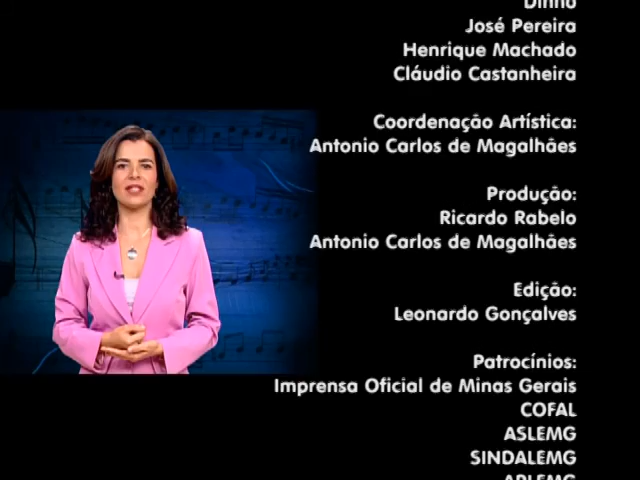 Dinho
José Pereira
Henrique Machado
Cláudio Castanheira
Coordenação Artística:
Antonio Carlos de Magalhães
Produção:
Ricardo Rabelo
Antonio Carlos de Magalhães
Edição:
Leonardo Gonçalves
Patrocínios:
Imprensa Oficial de Minas Gerais
COFAL
ASLEMG
SINDALEMG